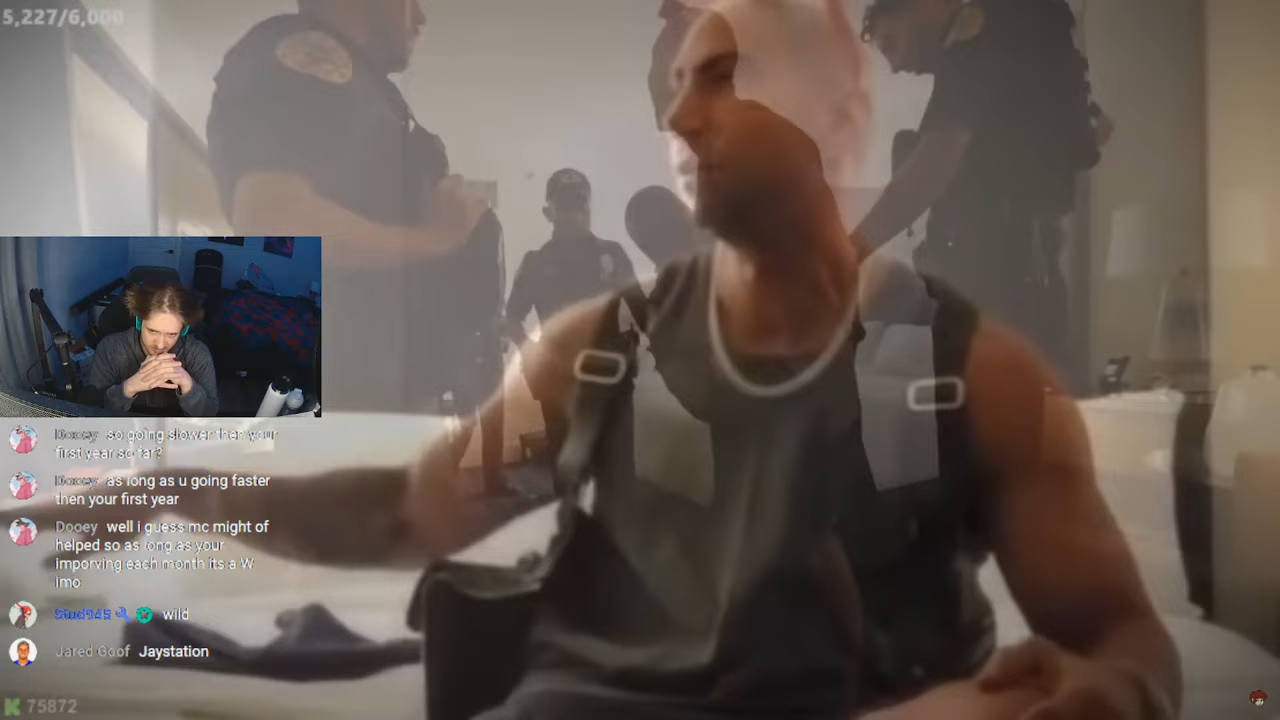 5,227/6,000
Dooey so going slower then your
first year so far?
Dooey as long as u going faster
then your first year
Dooey well i guess mc might of
helped so as long as your
imporving each month its a W
imo
wild
Jared Goof Jaystation
K 75872